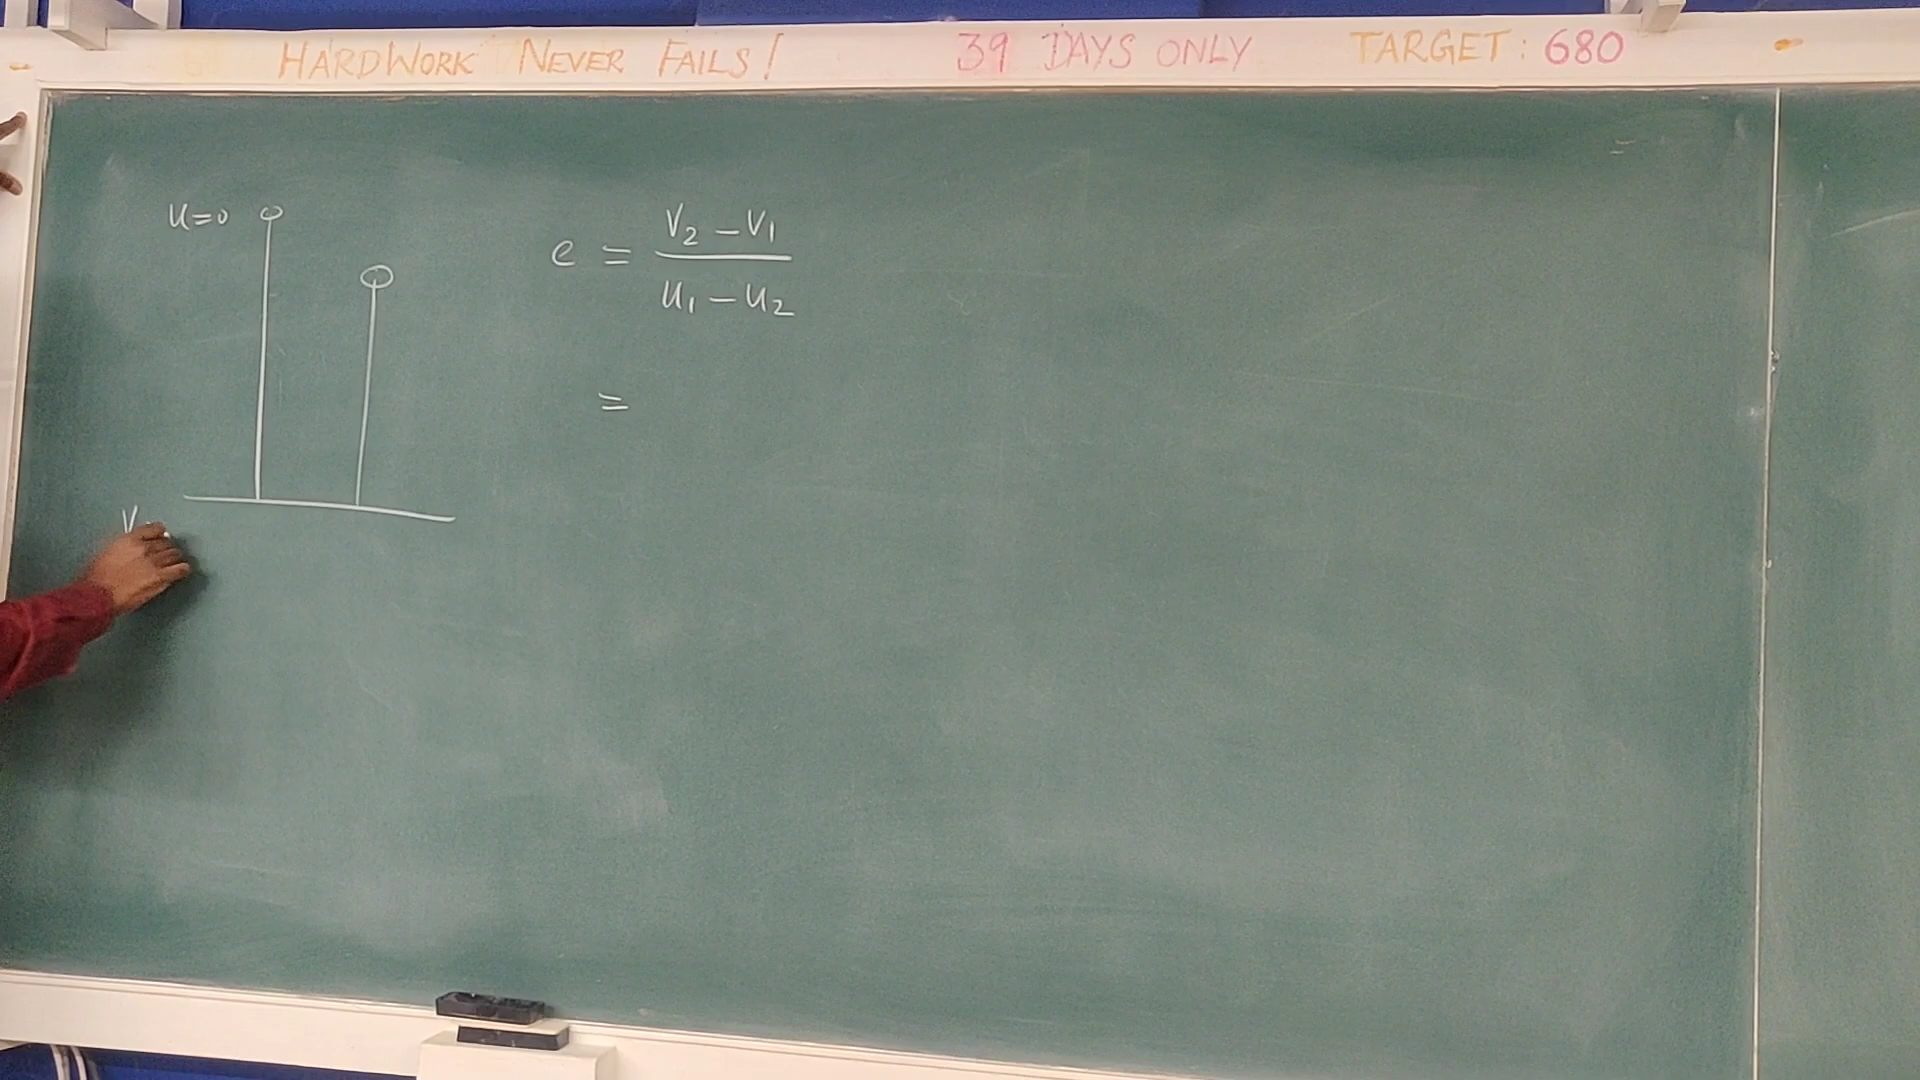 HARDWORK NEVER FAILS! 39 DAYS ONLY TARGET: 680
u=0
e = V₂ – V₁ / u₁ – u₂
=
V